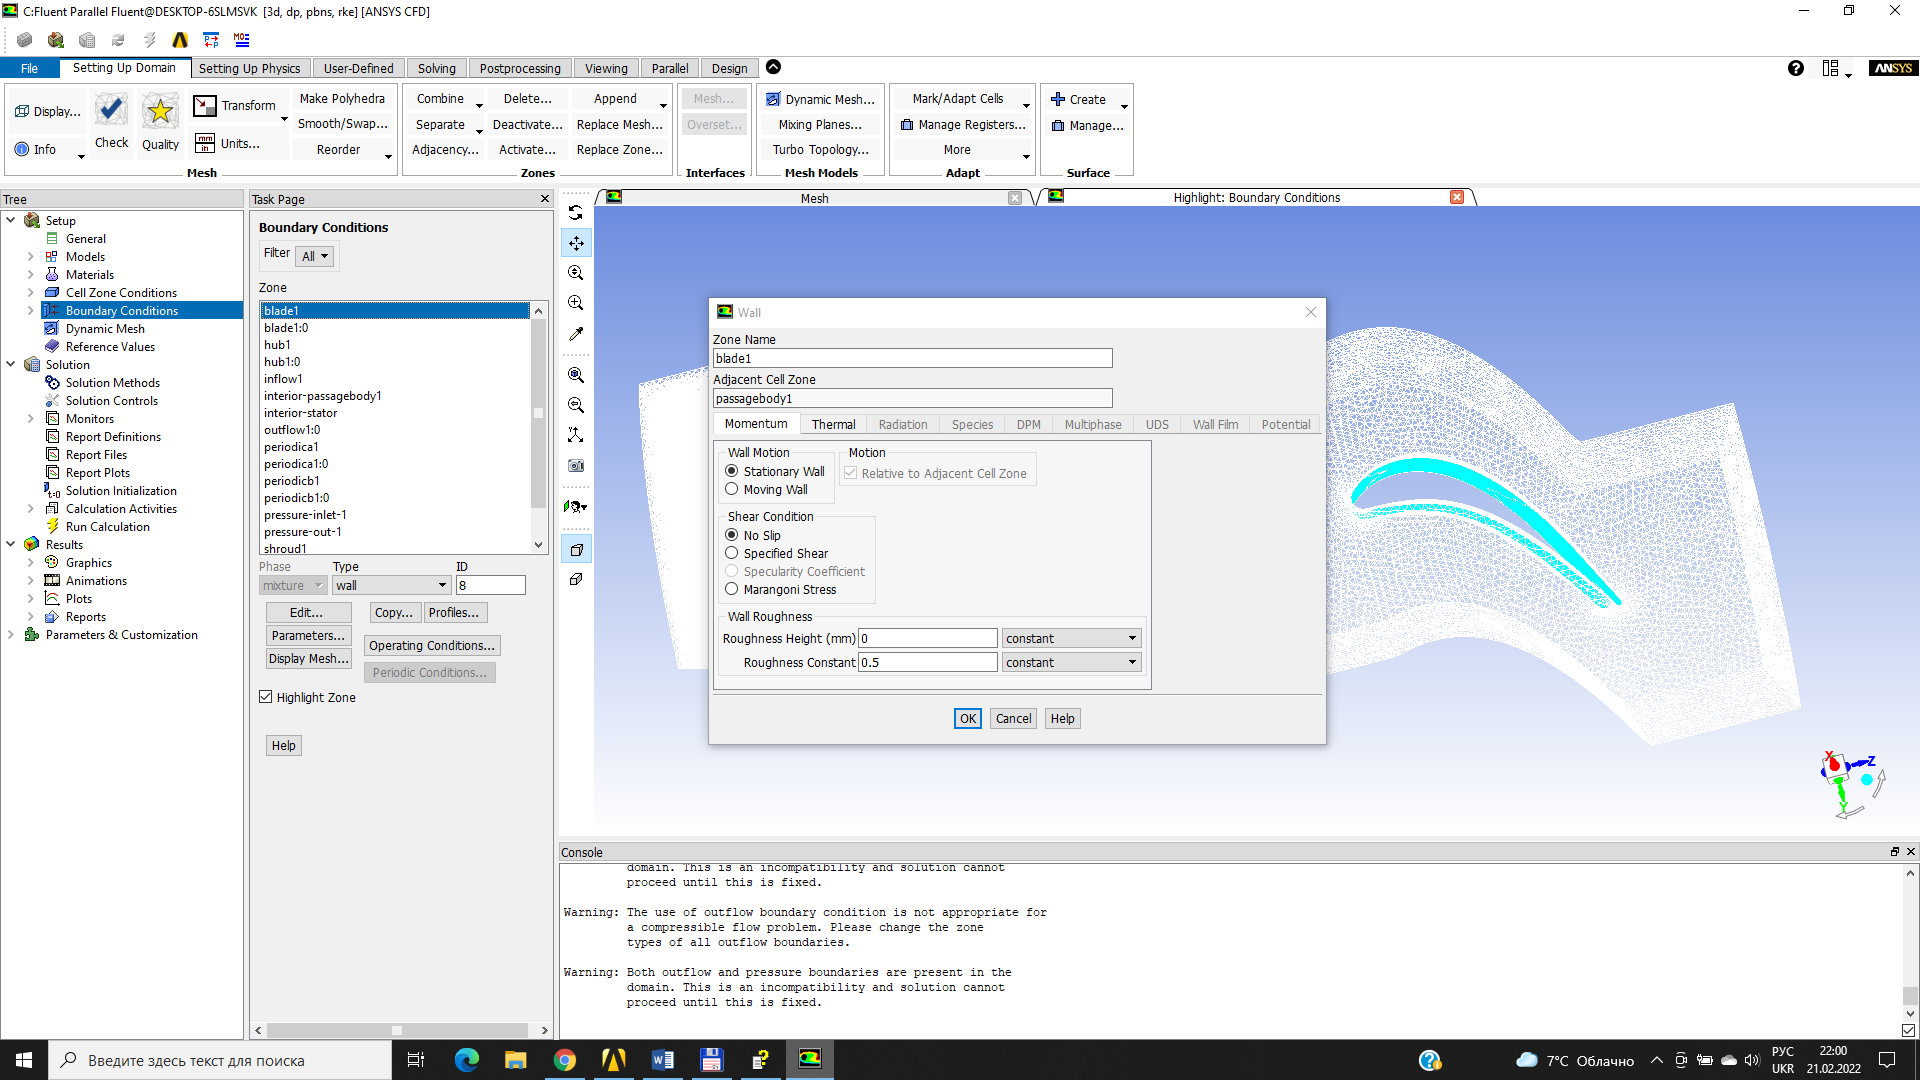 C:Fluent Parallel Fluent@DESKTOP-6SLMSVK [3d, dp, pbns, rke] [ANSYS CFD]
File Setting Up Domain Setting Up Physics User-Defined Solving Postprocessing Viewing Parallel Design
ANSYS
Display... Check Quality Transform Make Polyhedra
Smooth/Swap...
Info Units... Reorder
Mesh
Combine Delete... Append
Separate Deactivate... Replace Mesh...
Adjacency... Activate... Replace Zone...
Zones
Mesh...
Overset...
Interfaces
Dynamic Mesh...
Mixing Planes...
Turbo Topology...
Mesh Models
Mark/Adapt Cells
Manage Registers...
More
Adapt
Create
Manage...
Surface
Tree
Setup
General
Models
Materials
Cell Zone Conditions
Boundary Conditions
Dynamic Mesh
Reference Values
Solution
Solution Methods
Solution Controls
Monitors
Report Definitions
Report Files
Report Plots
Solution Initialization
Calculation Activities
Run Calculation
Results
Graphics
Animations
Plots
Reports
Parameters & Customization
Task Page
Boundary Conditions
Filter All
Zone
blade1
blade1:0
hub1
hub1:0
inflow1
interior-passagebody1
interior-stator
outflow1:0
periodica1
periodica1:0
periodicb1
periodicb1:0
pressure-inlet-1
pressure-out-1
shroud1
Phase Type ID
mixture wall 8
Edit... Copy... Profiles...
Parameters... Operating Conditions...
Display Mesh... Periodic Conditions...
Highlight Zone
Help
Mesh
Highlight: Boundary Conditions
Wall
Zone Name
blade1
Adjacent Cell Zone
passagebody1
Momentum Thermal Radiation Species DPM Multiphase UDS Wall Film Potential
Wall Motion Motion
Stationary Wall Relative to Adjacent Cell Zone
Moving Wall
Shear Condition
No Slip
Specified Shear
Specularity Coefficient
Marangoni Stress
Wall Roughness
Roughness Height (mm) 0 constant
Roughness Constant 0.5 constant
OK Cancel Help
X Z
Y
Console
domain. This is an incompatibility and solution cannot
proceed until this is fixed.
Warning: The use of outflow boundary condition is not appropriate for
a compressible flow problem. Please change the zone
types of all outflow boundaries.
Warning: Both outflow and pressure boundaries are present in the
domain. This is an incompatibility and solution cannot
proceed until this is fixed.
Введите здесь текст для поиска
7°C Облачно
РУС
UKR
22:00
21.02.2022